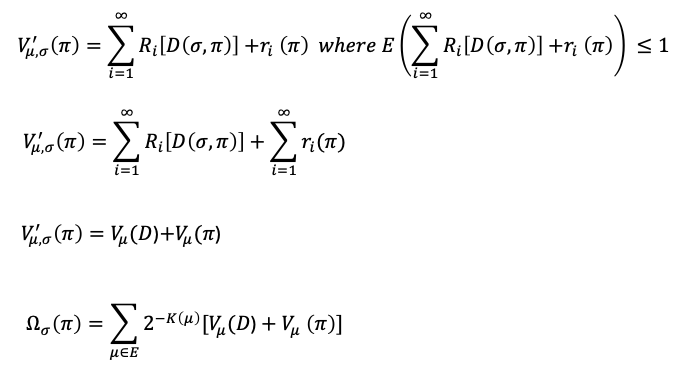 V′μ,σ(π) = ∑_{i=1}^{∞} R_i[D(σ,π)] +r_i (π) where E (∑_{i=1}^{∞} R_i[D(σ,π)] +r_i (π)) ≤ 1
V′μ,σ(π) = ∑_{i=1}^{∞} R_i[D(σ,π)] + ∑_{i=1}^{∞} r_i(π)
V′μ,σ(π) = V_μ(D)+V_μ(π)
Ω_σ(π) = ∑_{μ∈E} 2^{−K(μ)}[V_μ(D) + V_μ (π)]